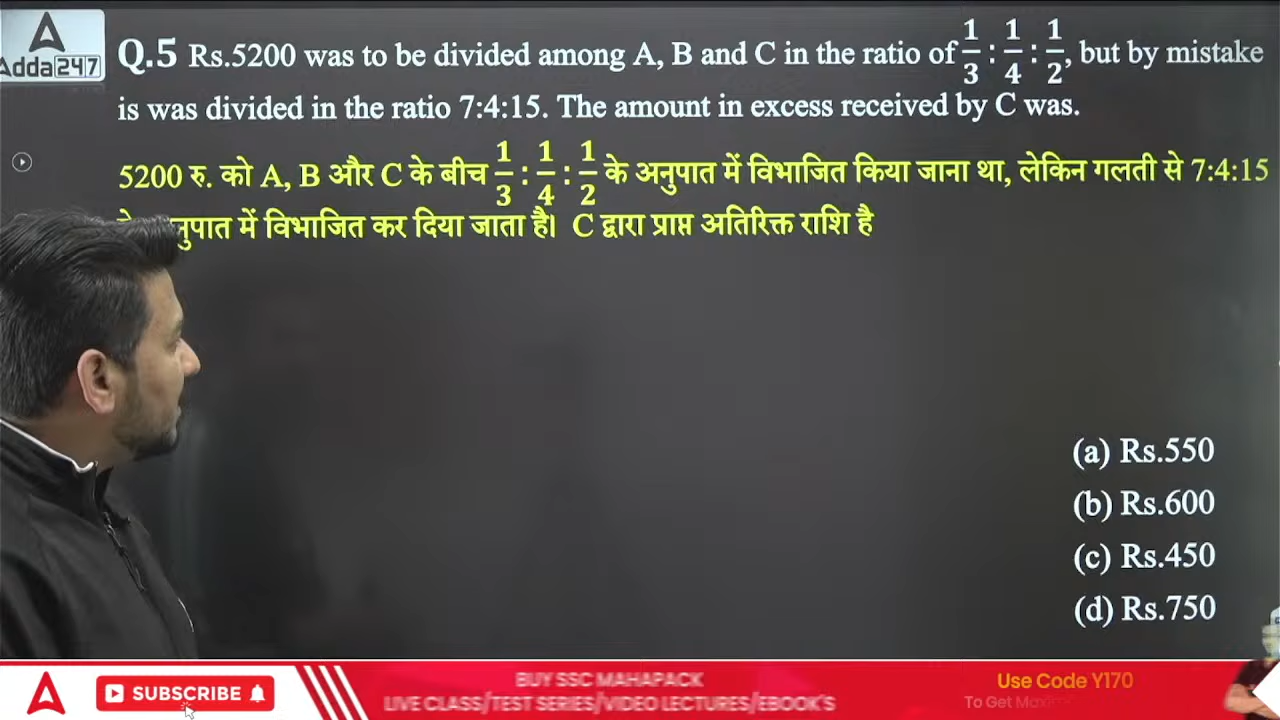 Adda247
Q.5 Rs.5200 was to be divided among A, B and C in the ratio of 1/3 : 1/4 : 1/2, but by mistake
is was divided in the ratio 7:4:15. The amount in excess received by C was.
5200 रु. को A, B और C के बीच 1/3 : 1/4 : 1/2 के अनुपात में विभाजित किया जाना था, लेकिन गलती से 7:4:15
में विभाजित कर दिया जाता है। C द्वारा प्राप्त अतिरिक्त राशि है
(a) Rs.550
(b) Rs.600
(c) Rs.450
(d) Rs.750
SUBSCRIBE
BUY SSC MAHAPACK
LIVE CLASS/TEST SERIES/VIDEO LECTURES/EBOOK'S
Use Code Y170
To Get